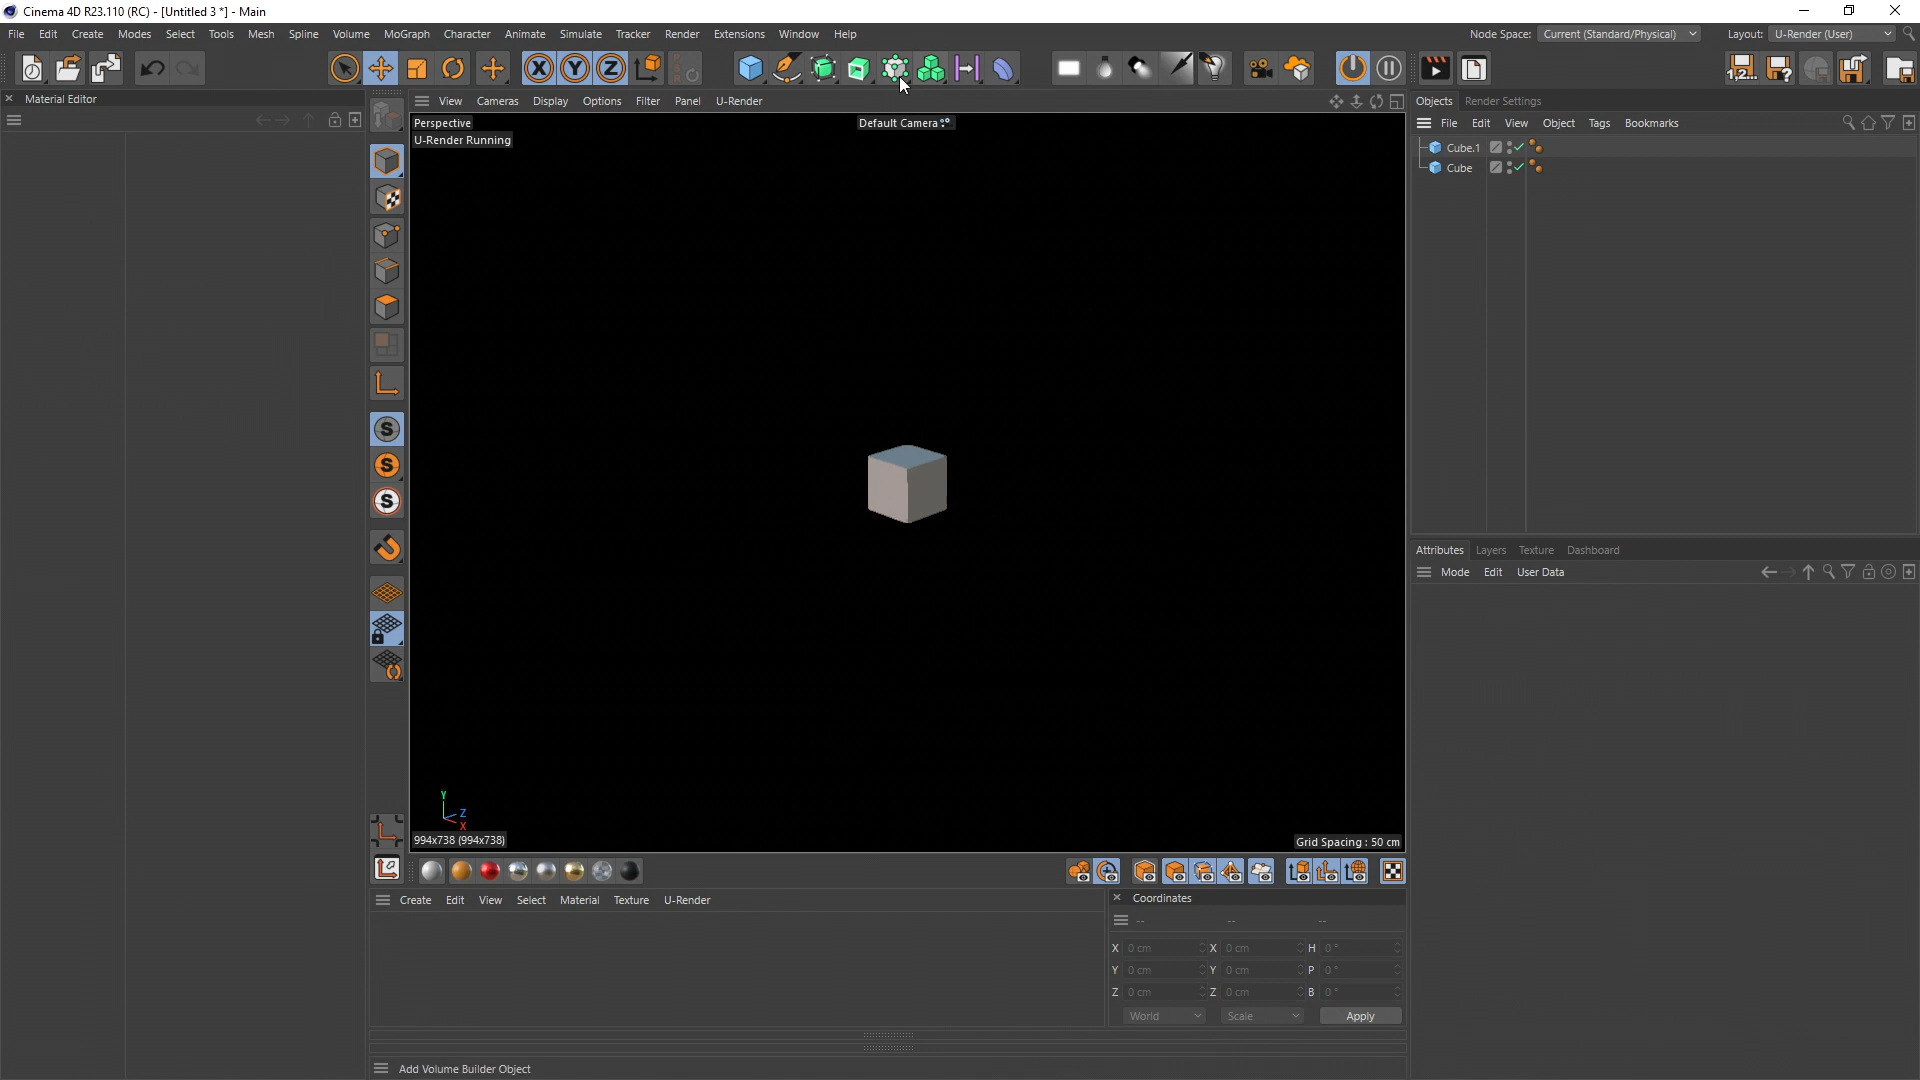 Cinema 4D R23.110 (RC) - [Untitled 3 *] - Main
File Edit Create Modes Select Tools Mesh Spline Volume MoGraph Character Animate Simulate Tracker Render Extensions Window Help Node Space: Current (Standard/Physical) Layout: U-Render (User)
X Y Z
Material Editor
View Cameras Display Options Filter Panel U-Render
Objects Render Settings
Perspective
Default Camera
U-Render Running
File Edit View Object Tags Bookmarks
Cube.1
Cube
S
S
S
Attributes Layers Texture Dashboard
Mode Edit User Data
Y
Z
X
994x738 (994x738)
Grid Spacing : 50 cm
Create Edit View Select Material Texture U-Render
Coordinates
-- -- --
X 0 cm X 0 cm H 0 °
Y 0 cm Y 0 cm P 0 °
Z 0 cm Z 0 cm B 0 °
World Scale Apply
Add Volume Builder Object